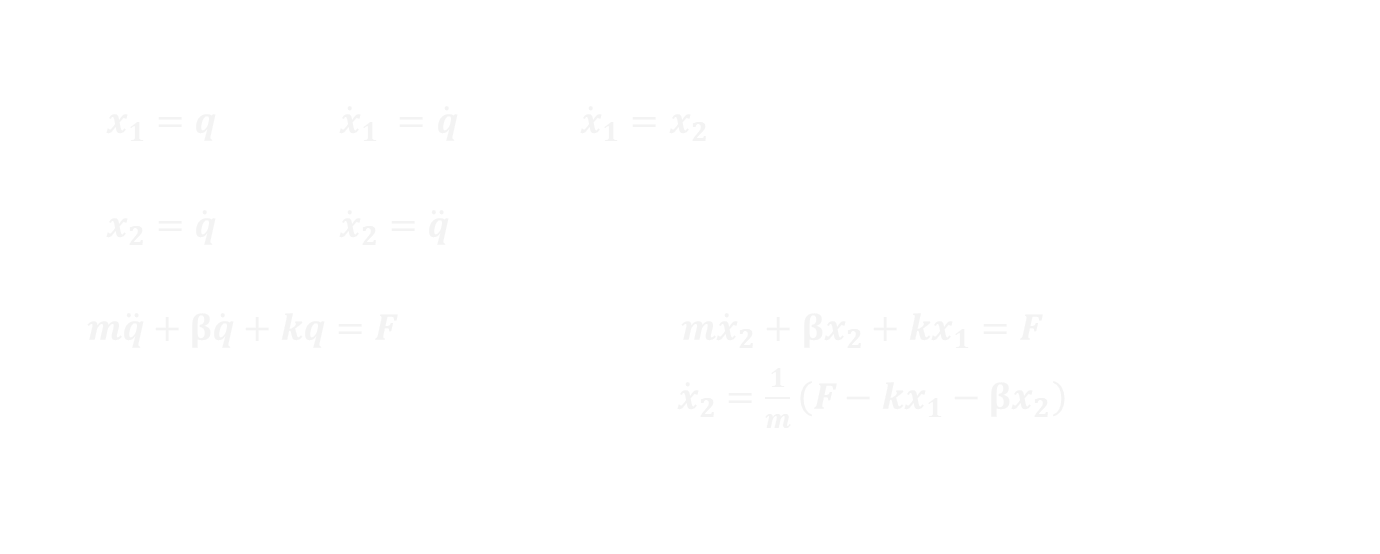 x₁ = q ẋ₁ = q̇ ẋ₁ = x₂
x₂ = q̇ ẋ₂ = q̈
mq̈ + βq̇ + kq = F mẋ₂ + βx₂ + kx₁ = F
ẋ₂ = 1/m (F − kx₁ − βx₂)